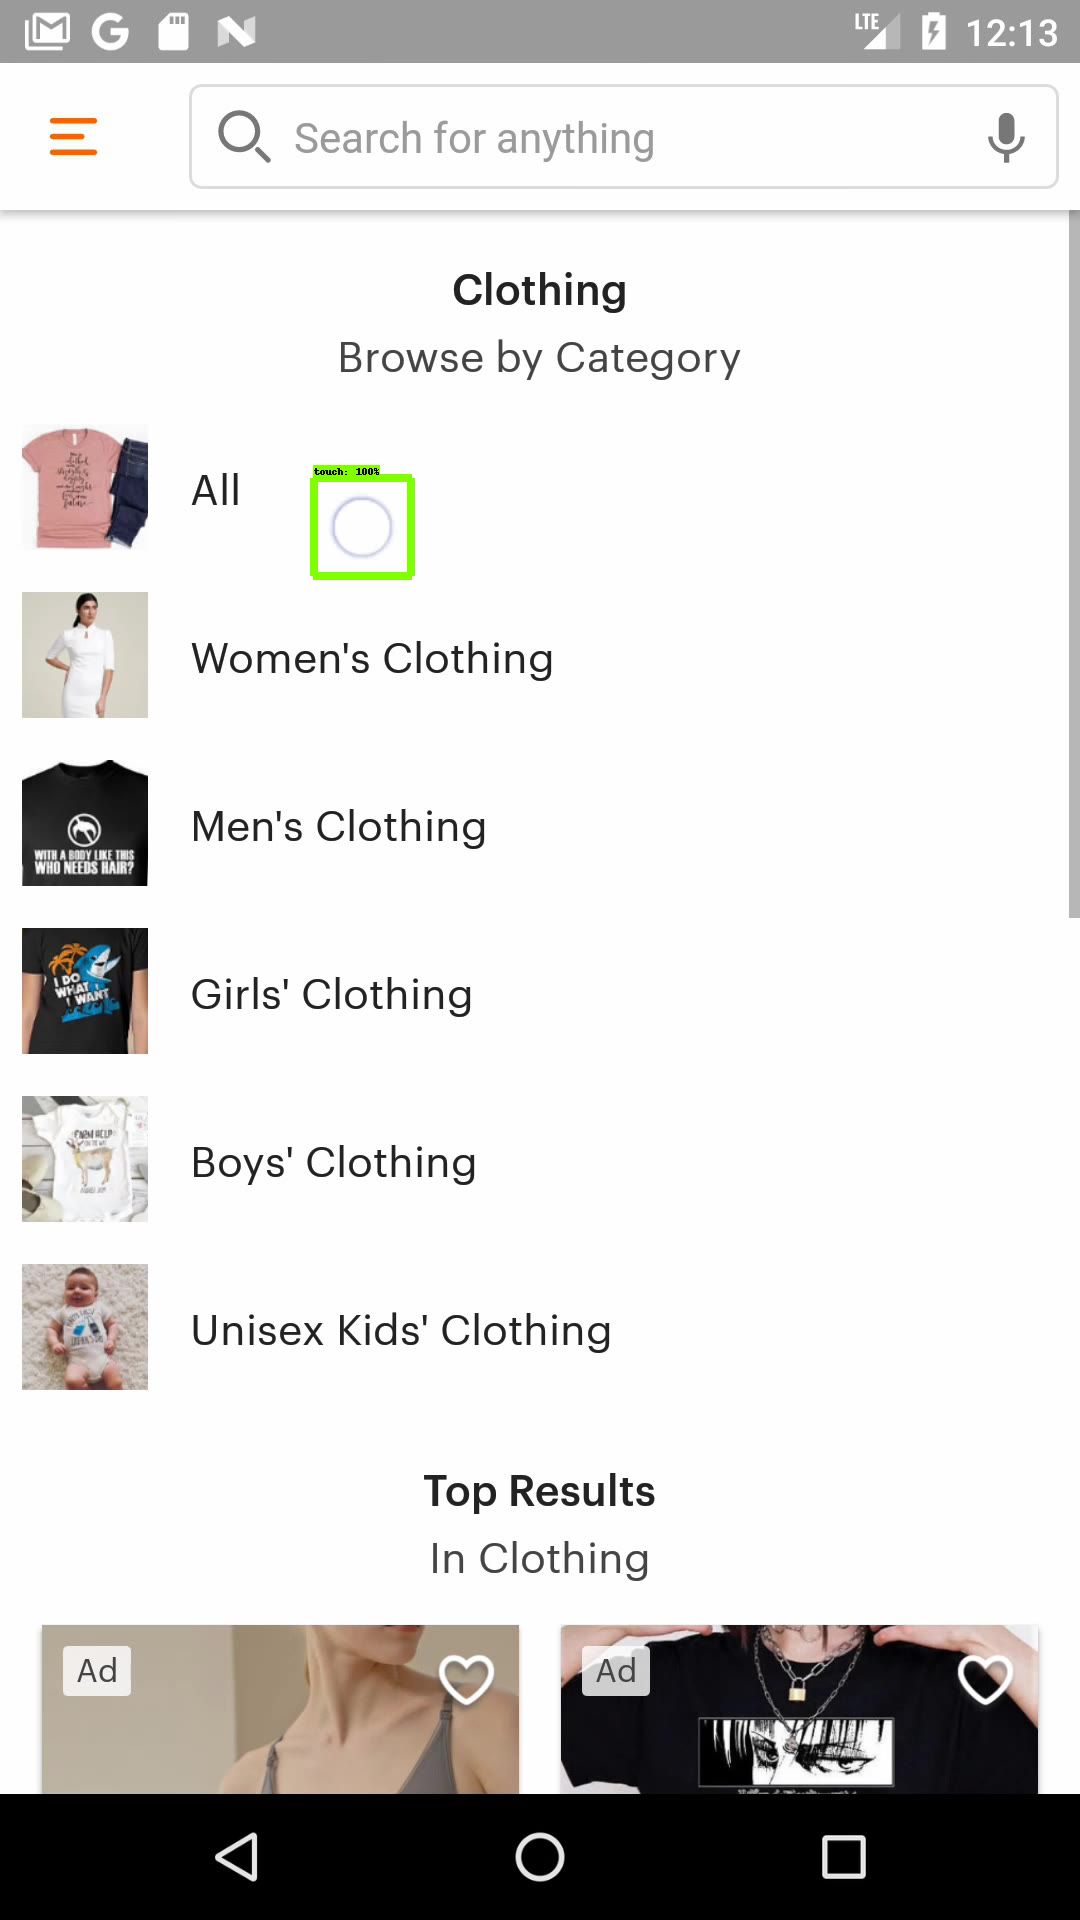 LTE 12:13
Search for anything
Clothing
Browse by Category
touch: 100%
All
Women's Clothing
WITH A BODY LIKE THIS
WHO NEEDS HAIR?
Men's Clothing
I DO
WHAT
I WANT
Girls' Clothing
FARM HELP
Boys' Clothing
Unisex Kids' Clothing
Top Results
In Clothing
Ad
Ad